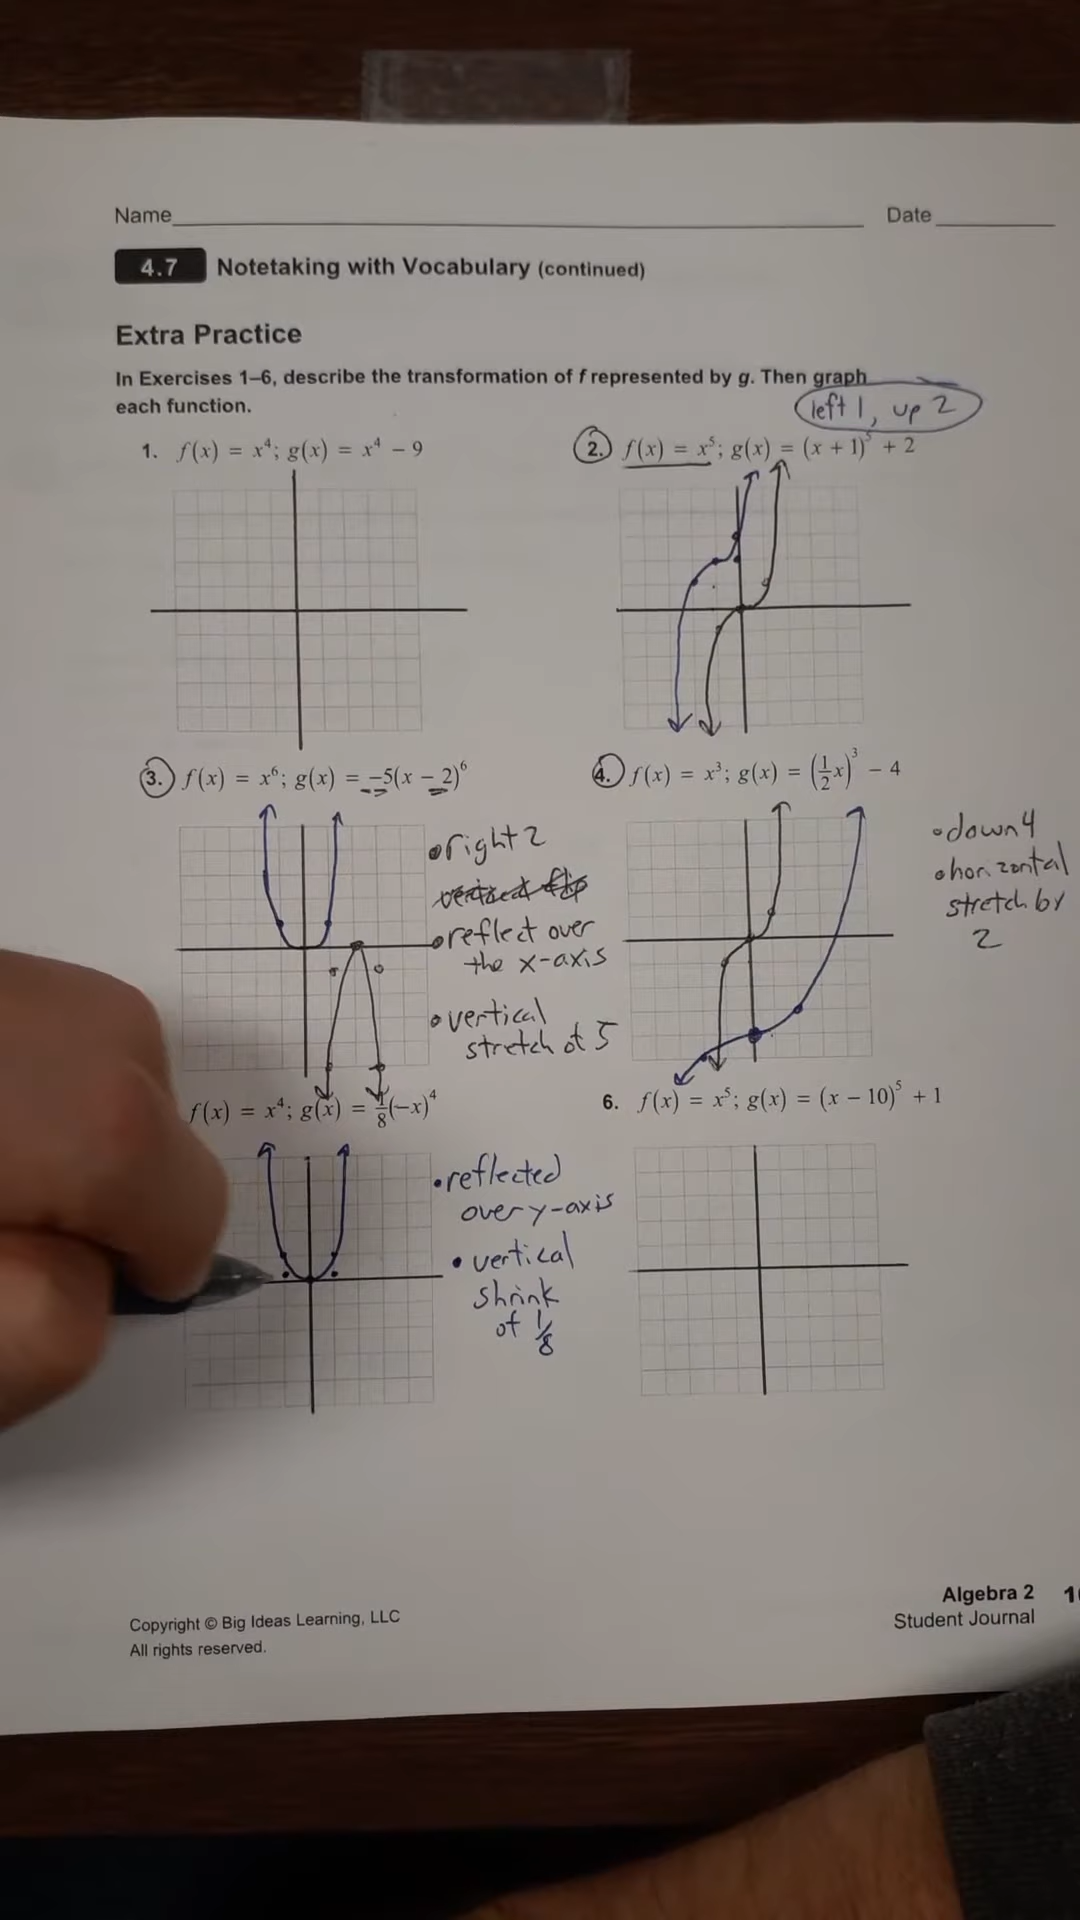 Name Date
4.7 Notetaking with Vocabulary (continued)
Extra Practice
In Exercises 1–6, describe the transformation of f represented by g. Then graph
each function.
left 1, up 2
1. f(x) = x⁴; g(x) = x⁴ − 9
2. f(x) = x⁵; g(x) = (x + 1)⁵ + 2
3. f(x) = x⁶; g(x) = −5(x − 2)⁶
• right 2
vertical flip
• reflect over
the x-axis
• vertical
stretch of 5
4. f(x) = x³; g(x) = (½x)³ − 4
• down 4
• horizontal
stretch by
2
f(x) = x⁴; g(x) = ⅛(−x)⁴
• reflected
over y-axis
• vertical
shrink
of 1/8
6. f(x) = x⁵; g(x) = (x − 10)⁵ + 1
Copyright © Big Ideas Learning, LLC
All rights reserved.
Algebra 2
Student Journal